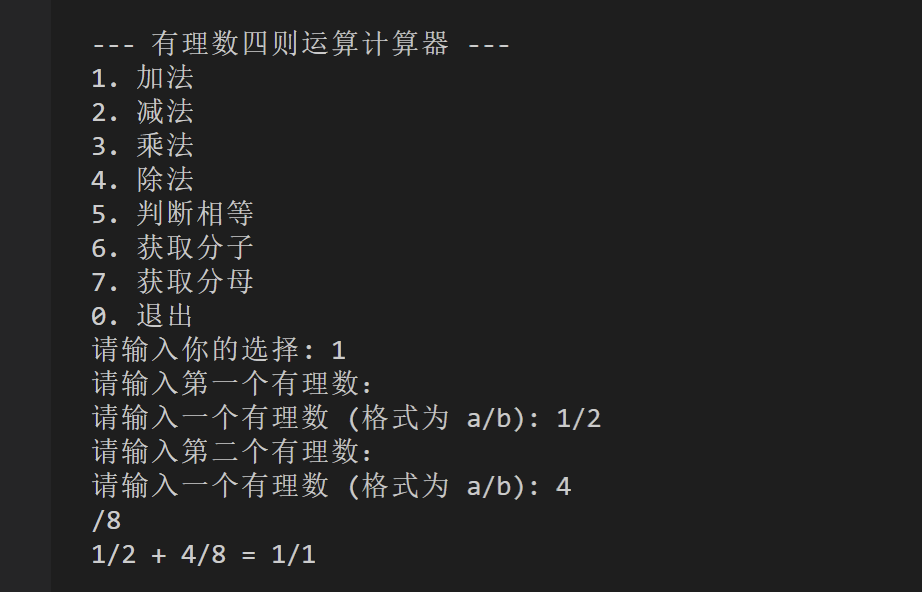 --- 有理数四则运算计算器 ---
1. 加法
2. 减法
3. 乘法
4. 除法
5. 判断相等
6. 获取分子
7. 获取分母
0. 退出
请输入你的选择: 1
请输入第一个有理数:
请输入一个有理数 (格式为 a/b): 1/2
请输入第二个有理数:
请输入一个有理数 (格式为 a/b): 4
/8
1/2 + 4/8 = 1/1